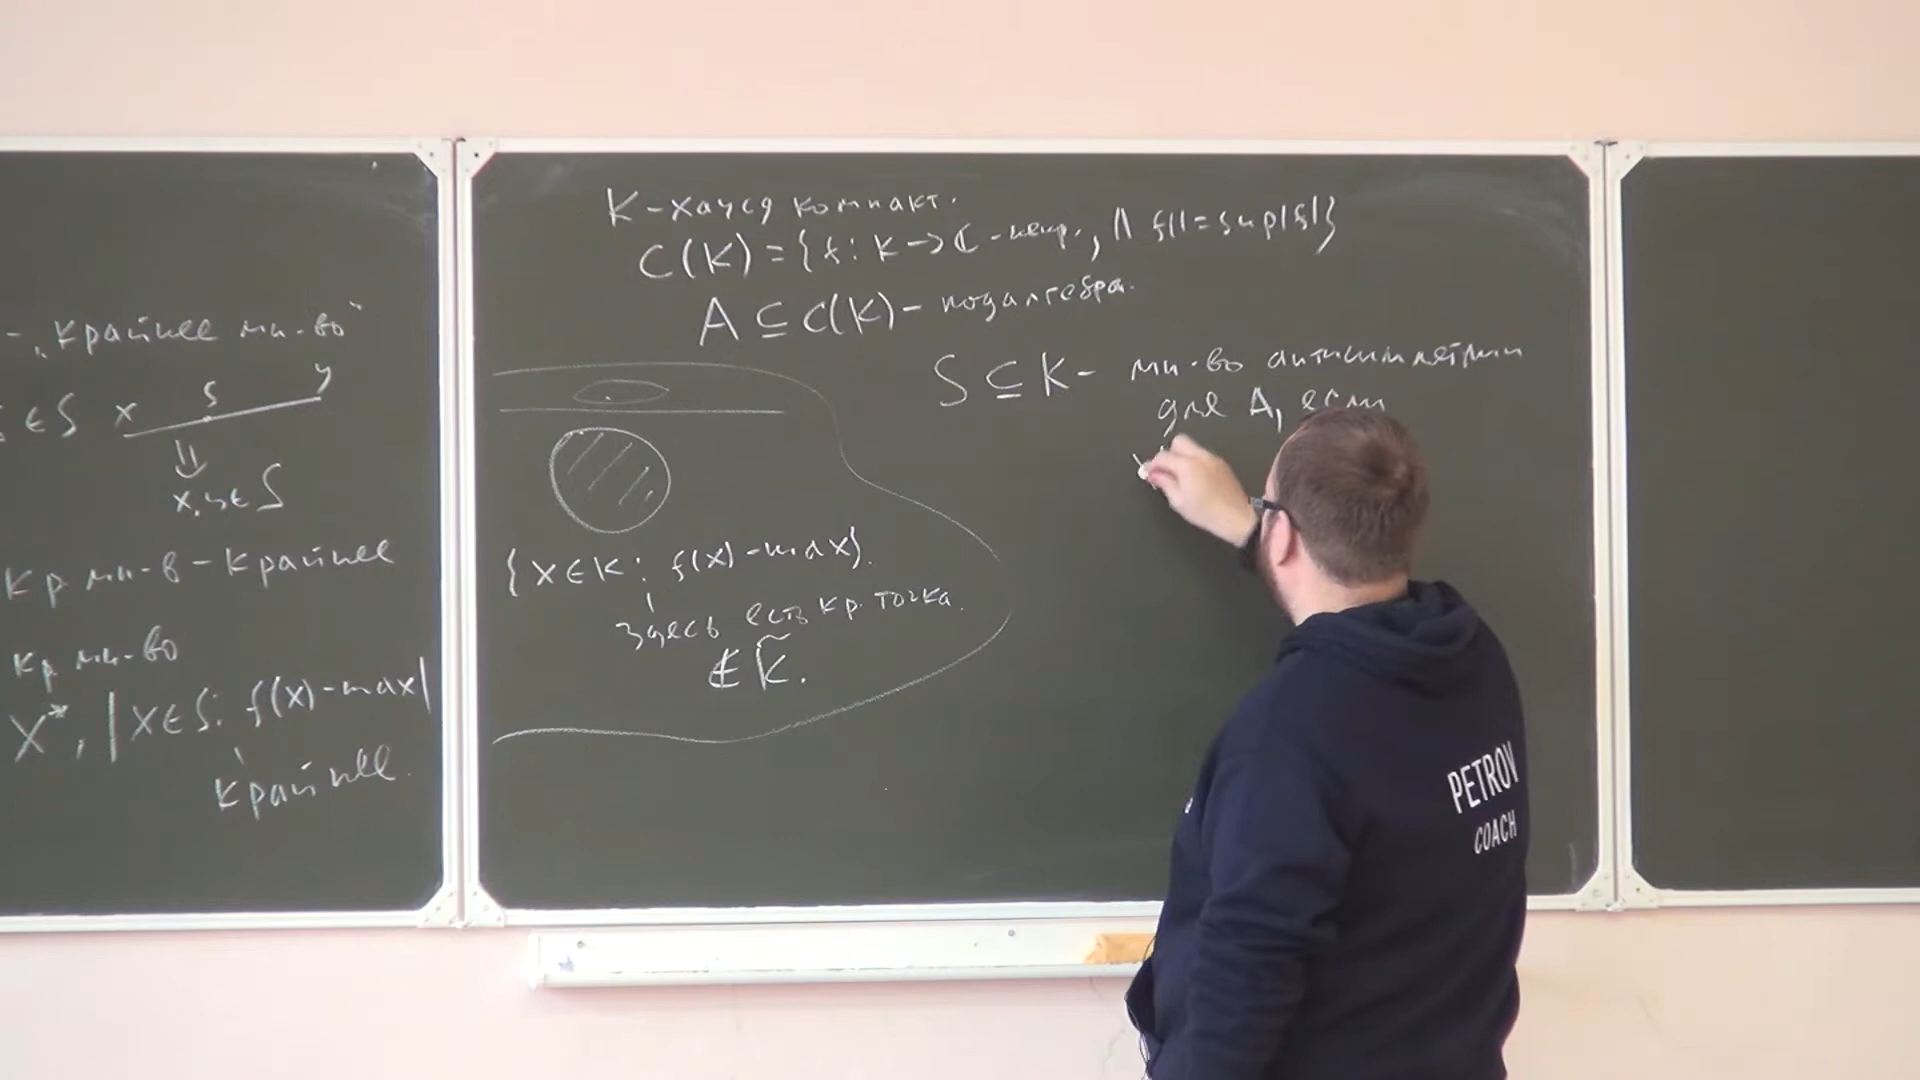 - „Крайнее мн-во"
∈ S x S y
⇓
x, y ∈ S
Кр мн-в - Крайнее
кр мн-во
X*, {x ∈ S: f(x) - max}
крайнее.
K - хаусд компакт.
C(K) = {f: K → ℂ - непр., ||f|| = sup|f|}
A ⊆ C(K) - подалгебра.
S ⊆ K - мн-во антисимметрии
для A, если
{x ∈ K: f(x) - max}.
здесь есть кр. точка.
∉ K̃.
PETROV
COACH